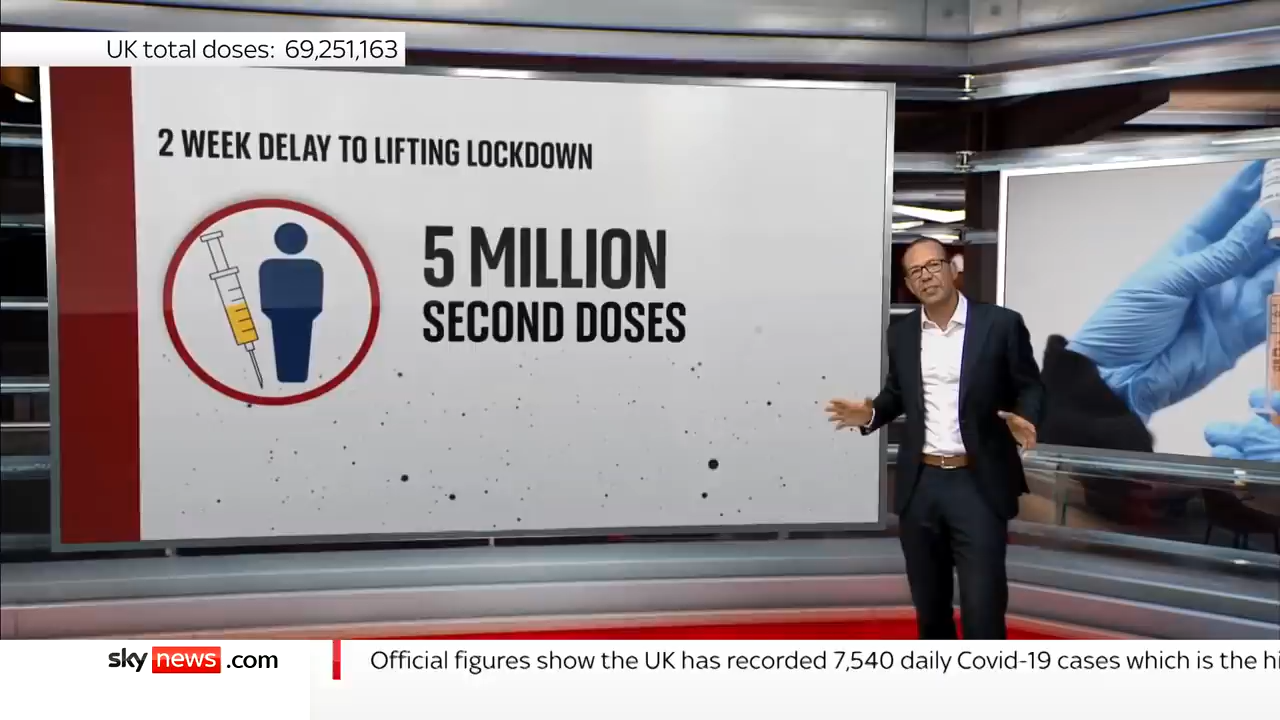 UK total doses: 69,251,163
2 WEEK DELAY TO LIFTING LOCKDOWN
5 MILLION
SECOND DOSES
sky news.com
Official figures show the UK has recorded 7,540 daily Covid-19 cases which is the hi